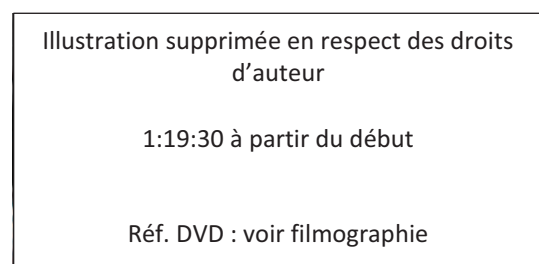 Illustration supprimée en respect des droits
d’auteur
1:19:30 à partir du début
Réf. DVD : voir filmographie